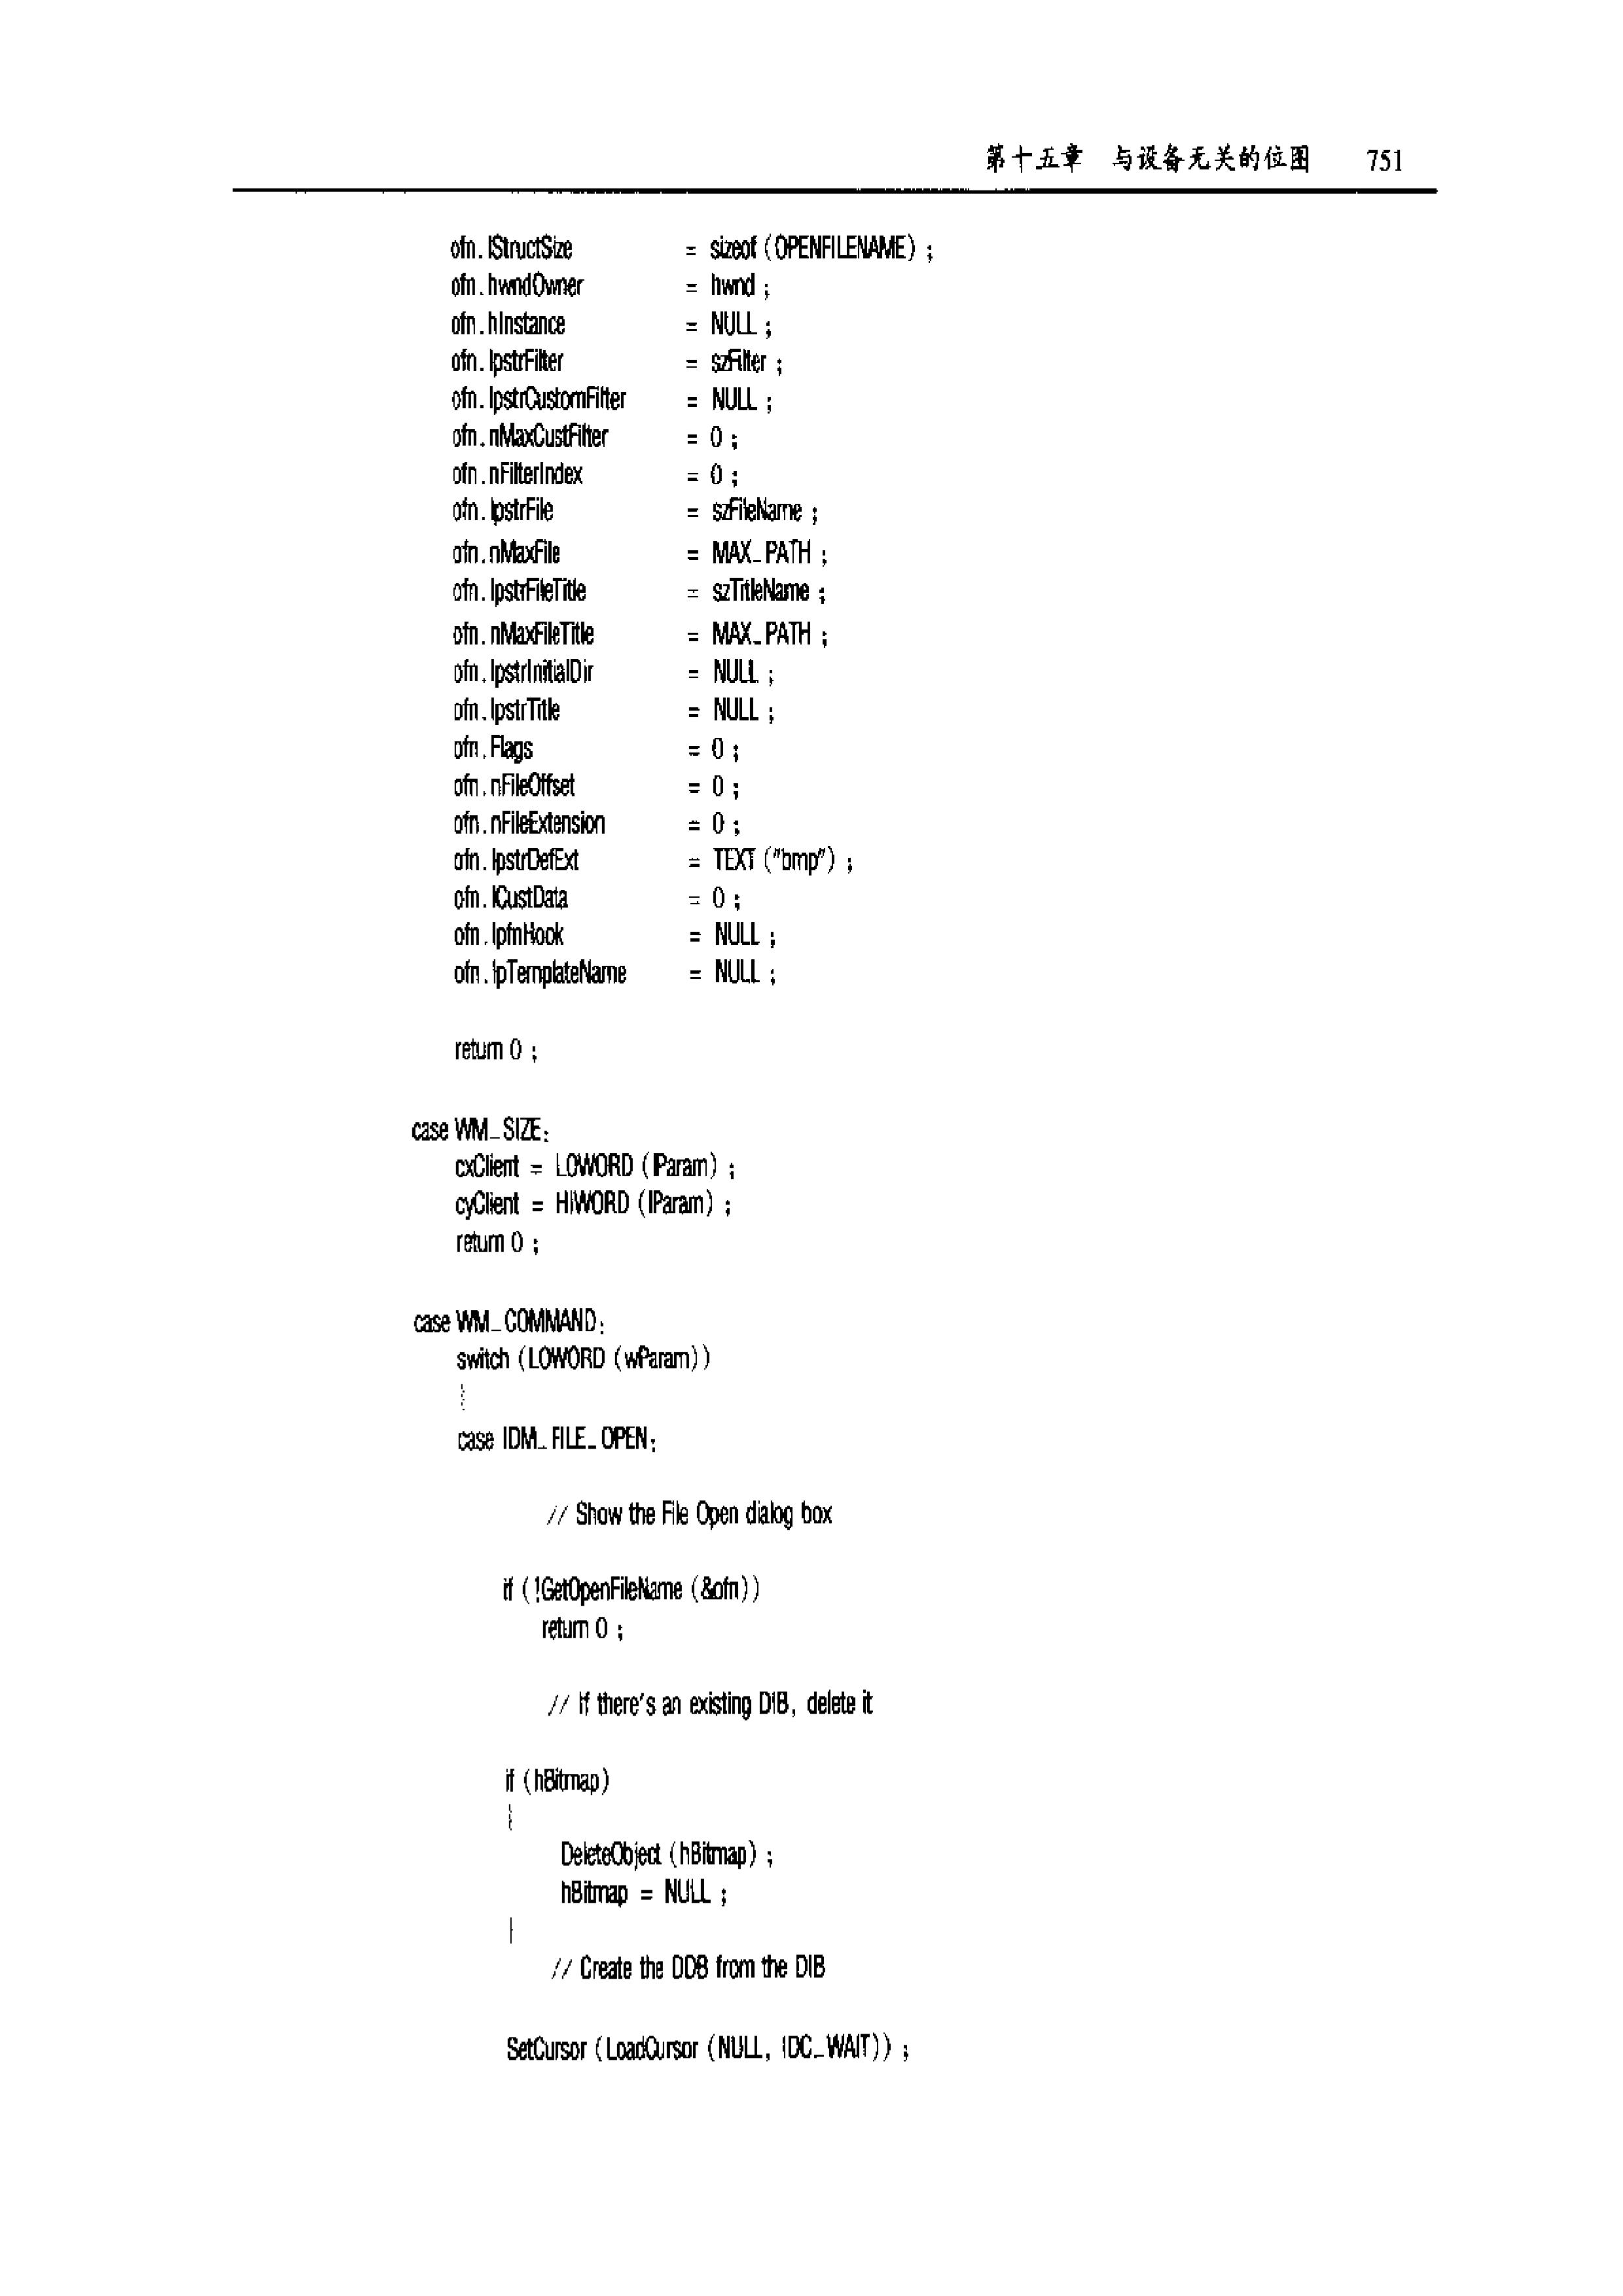 第十五章 与设备无关的位图 751
ofn.lStructSize = sizeof (OPENFILENAME) ;
ofn.hwndOwner = hwnd ;
ofn.hInstance = NULL ;
ofn.lpstrFilter = szFilter ;
ofn.lpstrCustomFilter = NULL ;
ofn.nMaxCustFilter = 0 ;
ofn.nFilterIndex = 0 ;
ofn.lpstrFile = szFileName ;
ofn.nMaxFile = MAX_PATH ;
ofn.lpstrFileTitle = szTitleName ;
ofn.nMaxFileTitle = MAX_PATH ;
ofn.lpstrInitialDir = NULL ;
ofn.lpstrTitle = NULL ;
ofn.Flags = 0 ;
ofn.nFileOffset = 0 ;
ofn.nFileExtension = 0 ;
ofn.lpstrDefExt = TEXT ("bmp") ;
ofn.lCustData = 0 ;
ofn.lpfnHook = NULL ;
ofn.lpTemplateName = NULL ;
return 0 ;
case WM_SIZE:
cxClient = LOWORD (lParam) ;
cyClient = HIWORD (lParam) ;
return 0 ;
case WM_COMMAND:
switch (LOWORD (wParam))
{
case IDM_FILE_OPEN:
// Show the File Open dialog box
if (!GetOpenFileName (&ofn))
return 0 ;
// If there's an existing DIB, delete it
if (hBitmap)
{
DeleteObject (hBitmap) ;
hBitmap = NULL ;
}
// Create the DDB from the DIB
SetCursor (LoadCursor (NULL, IDC_WAIT)) ;